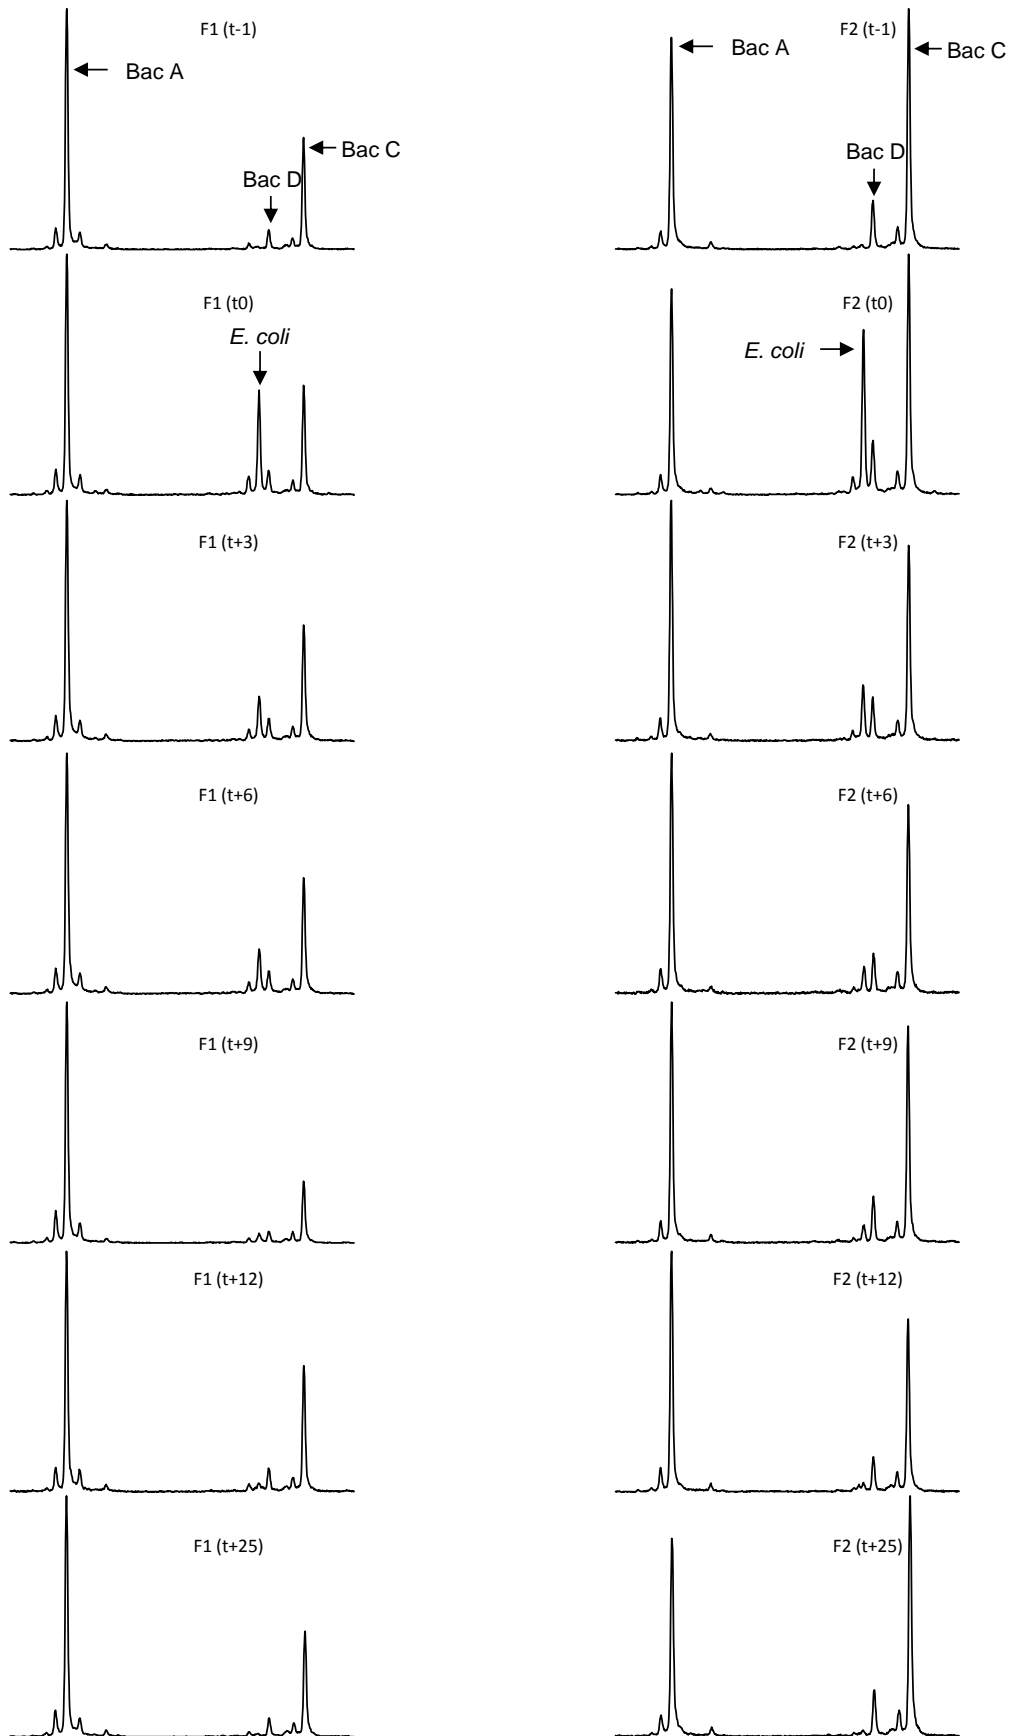 F1 (t-1)
Bac A
Bac D
Bac C
F2 (t-1)
Bac A
Bac D
Bac C
F1 (t0)
E. coli
F2 (t0)
E. coli
F1 (t+3)
F2 (t+3)
F1 (t+6)
F2 (t+6)
F1 (t+9)
F2 (t+9)
F1 (t+12)
F2 (t+12)
F1 (t+25)
F2 (t+25)